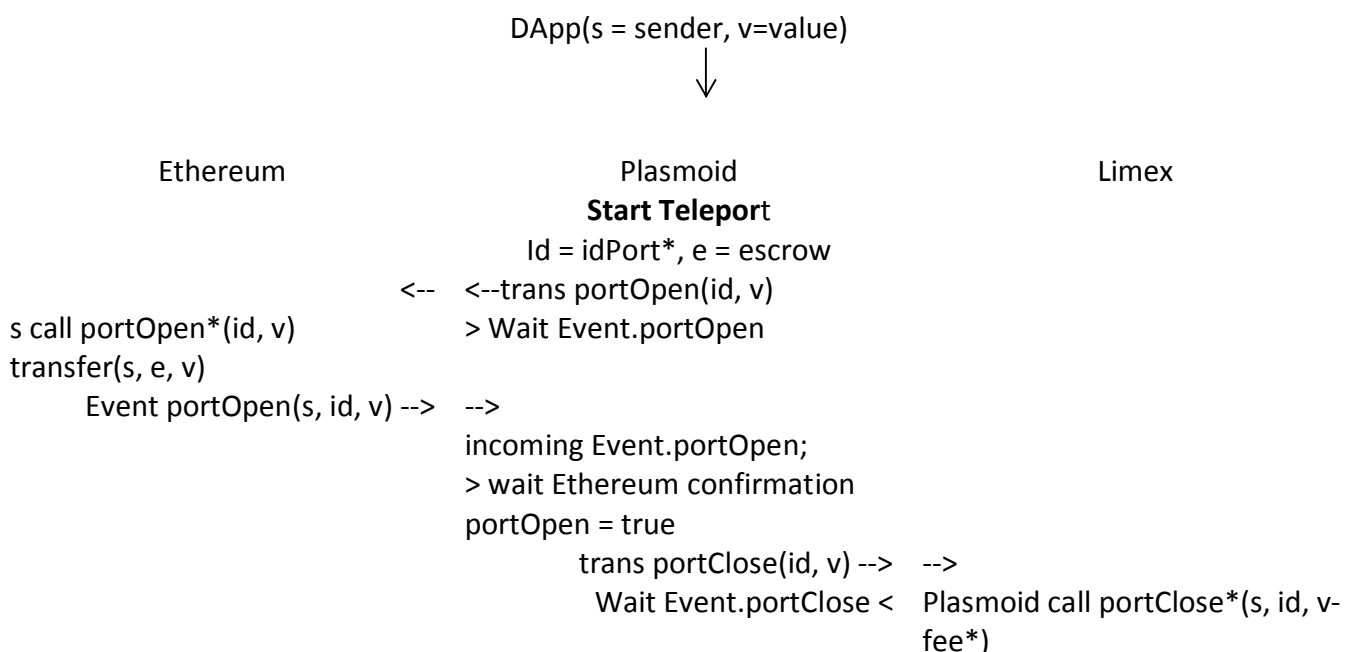 DApp(s = sender, v=value)
Ethereum Plasmoid Limex
Start Teleport
Id = idPort*, e = escrow
<-- <--trans portOpen(id, v)
s call portOpen*(id, v) > Wait Event.portOpen
transfer(s, e, v)
Event portOpen(s, id, v) --> -->
incoming Event.portOpen;
> wait Ethereum confirmation
portOpen = true
trans portClose(id, v) --> -->
Wait Event.portClose < Plasmoid call portClose*(s, id, v-
fee*)